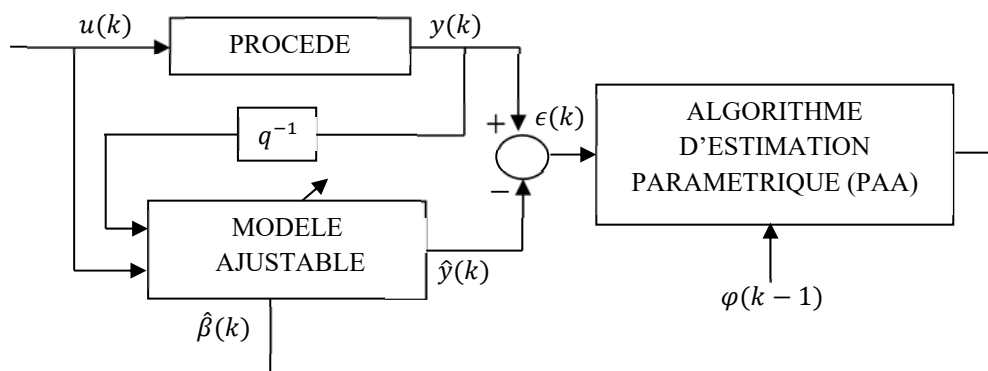 u(k)
PROCEDE
y(k)
q⁻¹
+
ϵ(k)
−
ALGORITHME
D'ESTIMATION
PARAMETRIQUE (PAA)
MODELE
AJUSTABLE
ŷ(k)
φ(k − 1)
β̂(k)